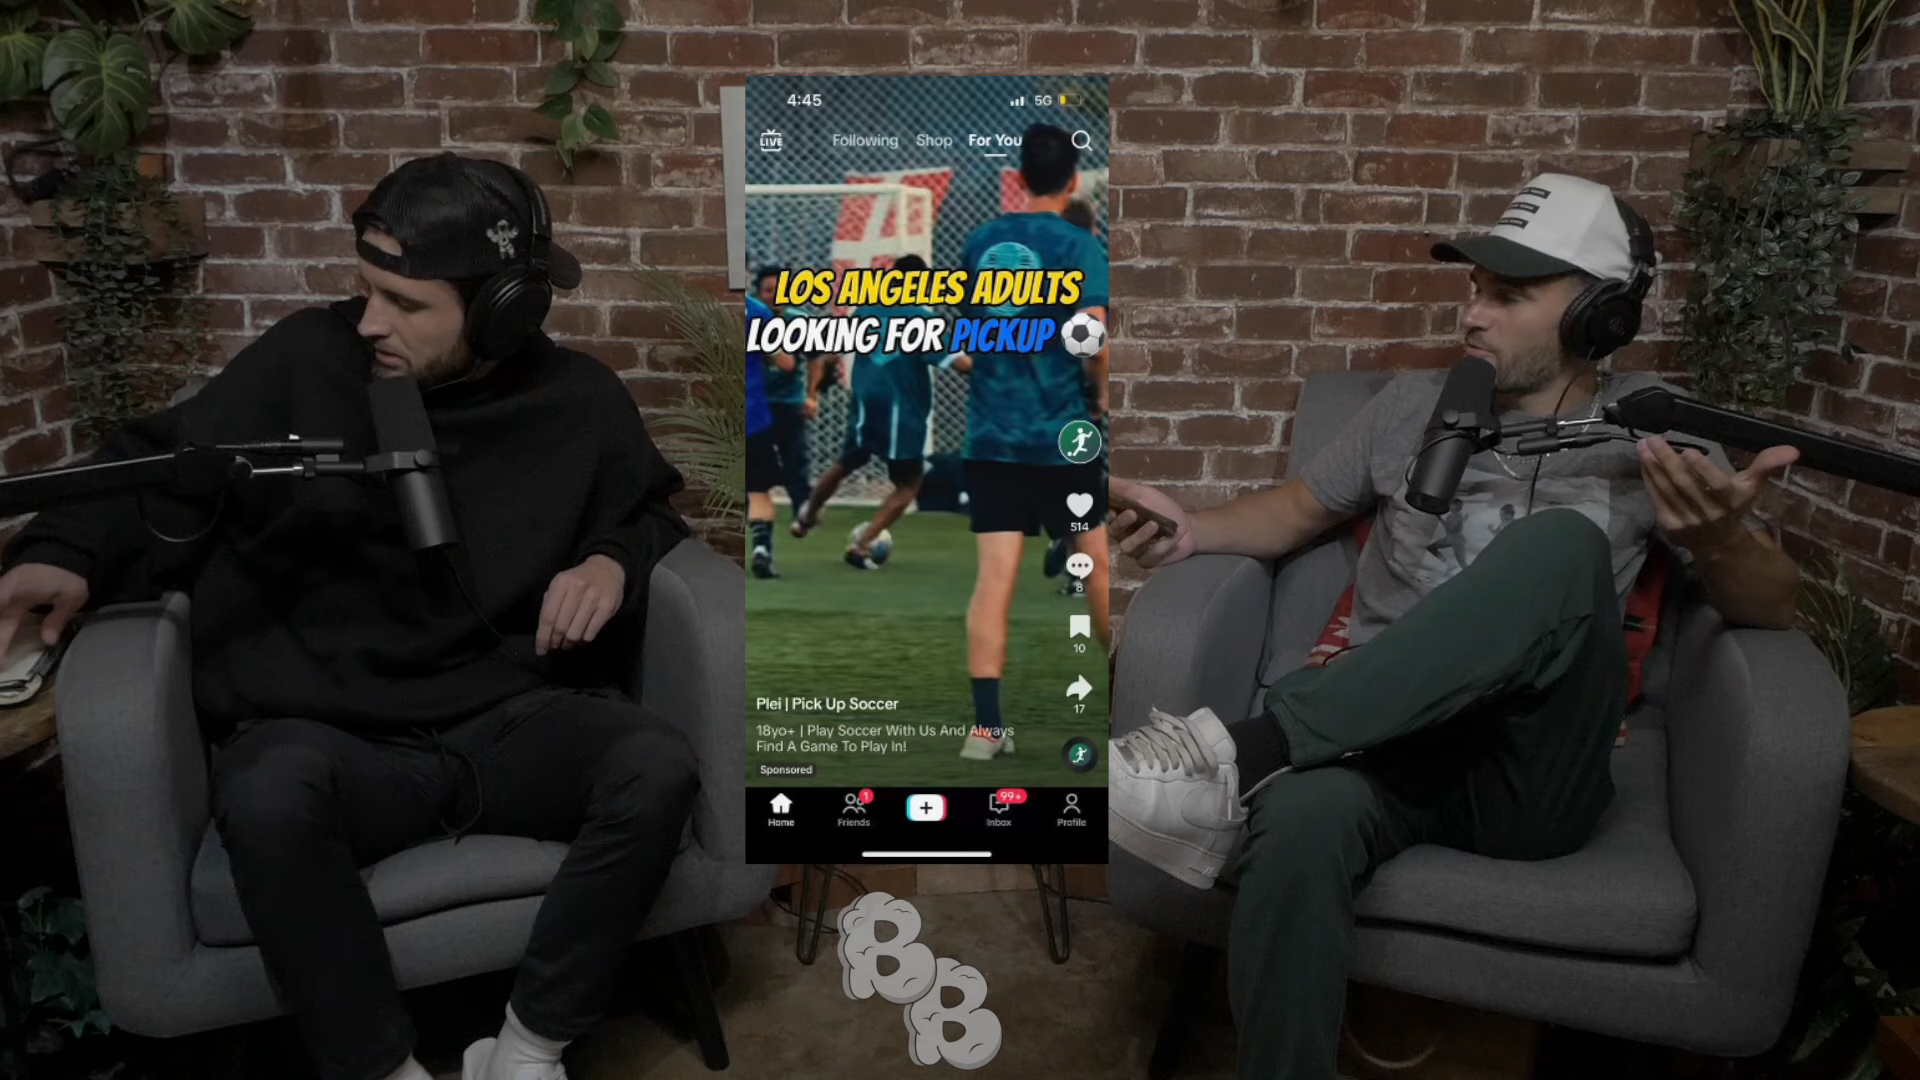 4:45
5G
LIVE
Following Shop For You
LOS ANGELES ADULTS
LOOKING FOR PICKUP
514
8
10
17
Plei | Pick Up Soccer
18yo+ | Play Soccer With Us And Always
Find A Game To Play In!
Sponsored
1
99+
Home Friends Inbox Profile
B
B